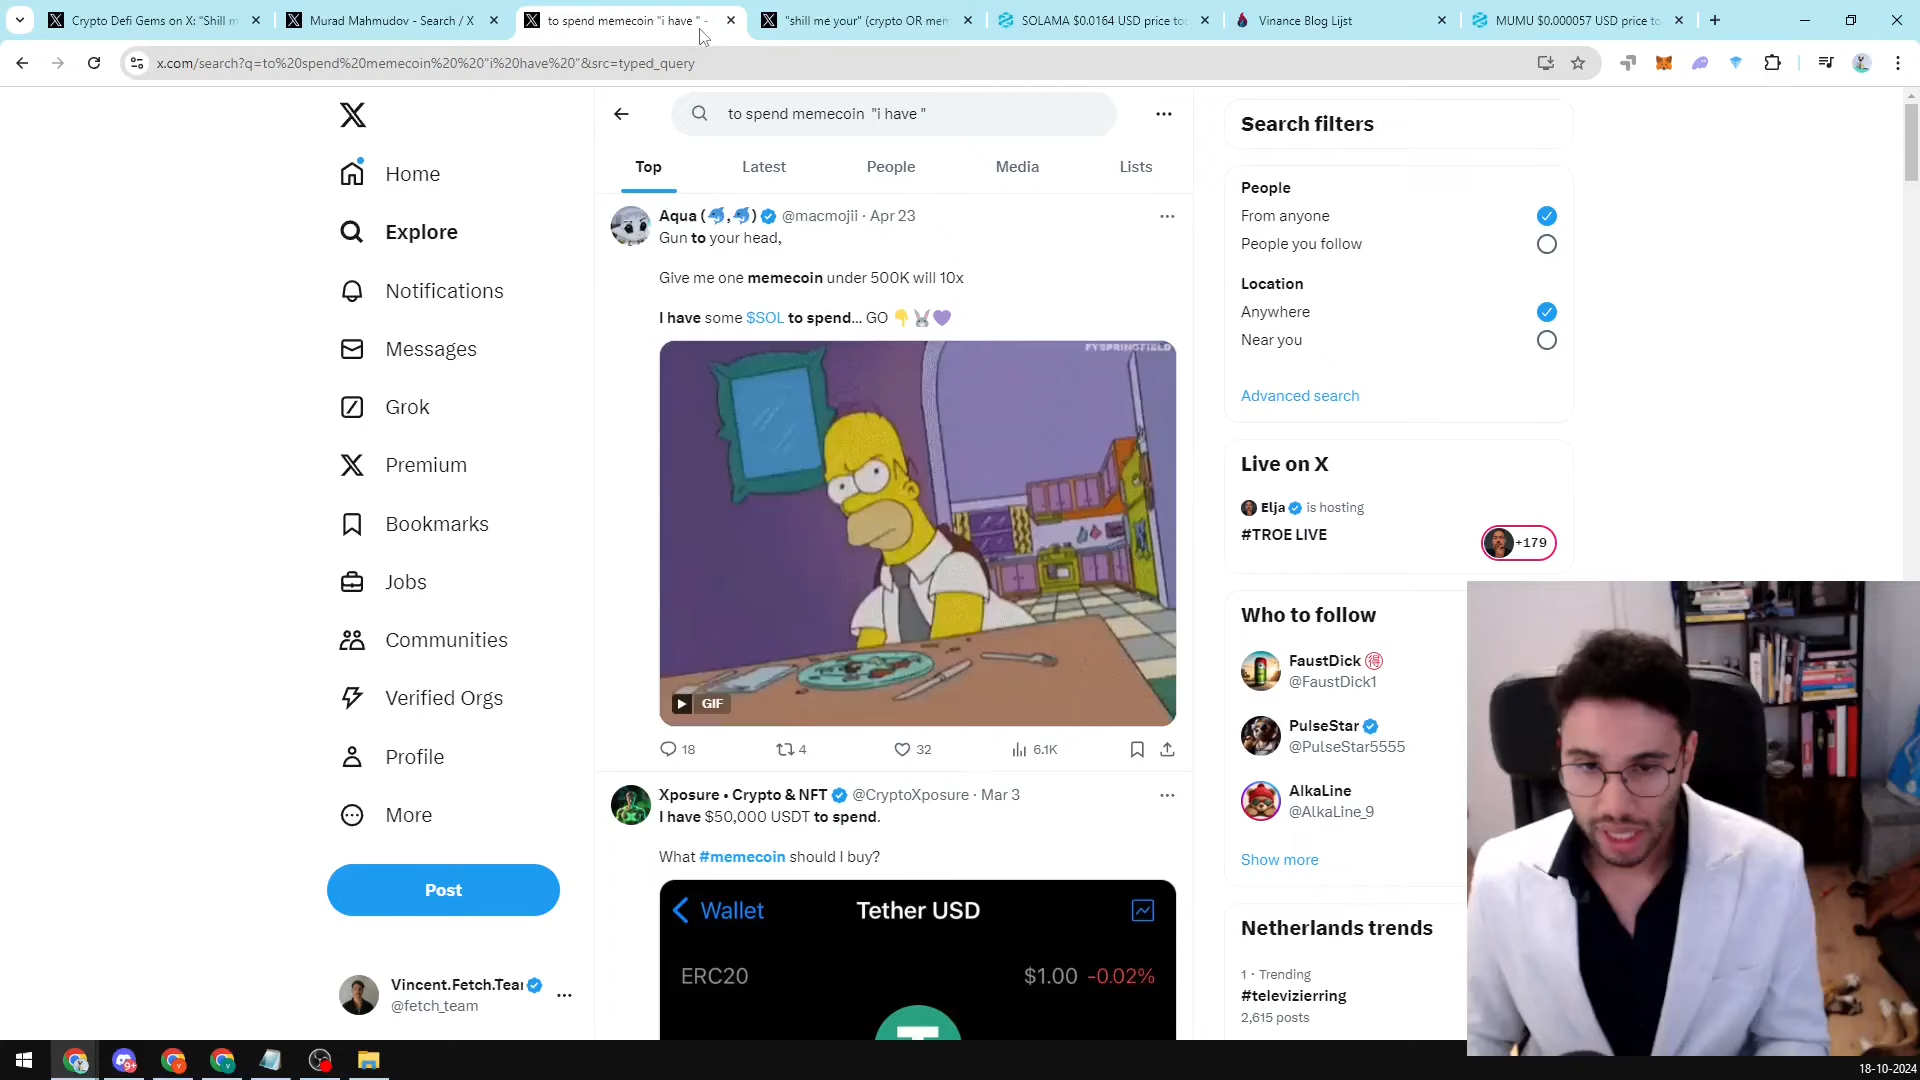 Crypto Defi Gems on X: "Shill m
Murad Mahmudov - Search / X
to spend memecoin "i have " -
"shill me your" (crypto OR mem
SOLAMA $0.0164 USD price too
Vinance Blog Lijst
MUMU $0.000057 USD price to
x.com/search?q=to%20spend%20memecoin%20%20"i%20have%20"&src=typed_query
to spend memecoin "i have "
Top
Latest
People
Media
Lists
Home
Explore
Notifications
Messages
Grok
Premium
Bookmarks
Jobs
Communities
Verified Orgs
Profile
More
Post
Vincent.Fetch.Tea
@fetch_team
Aqua (🐬,🐬) @macmojii · Apr 23
Gun to your head,
Give me one memecoin under 500K will 10x
I have some $SOL to spend... GO 👇🐰💜
FYSPRINGFIELD
GIF
18
4
32
6.1K
Xposure • Crypto & NFT @CryptoXposure · Mar 3
I have $50,000 USDT to spend.
What #memecoin should I buy?
Wallet
Tether USD
ERC20
$1.00 -0.02%
Search filters
People
From anyone
People you follow
Location
Anywhere
Near you
Advanced search
Live on X
Elja is hosting
#TROE LIVE
+179
Who to follow
FaustDick 得
@FaustDick1
PulseStar
@PulseStar5555
AlkaLine
@AlkaLine_9
Show more
Netherlands trends
1 · Trending
#televizierring
2,615 posts
9+
18-10-2024